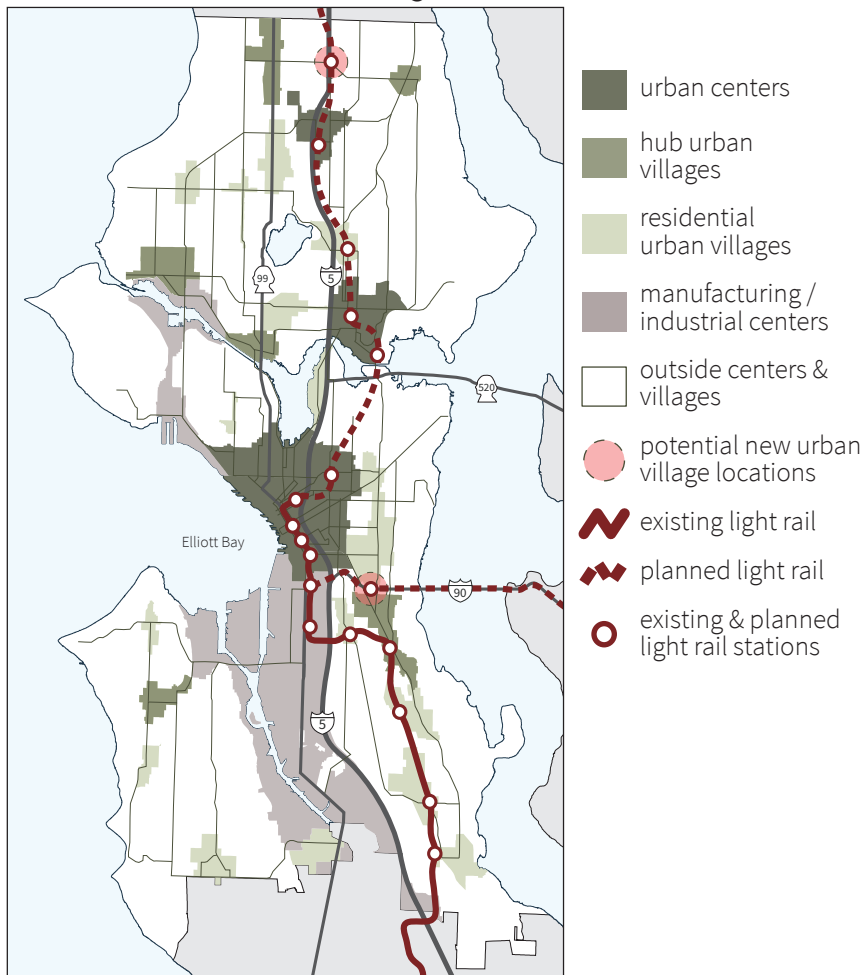 99
5
520
Elliott Bay
90
5
urban centers
hub urban
villages
residential
urban villages
manufacturing /
industrial centers
outside centers &
villages
potential new urban
village locations
existing light rail
planned light rail
existing & planned
light rail stations